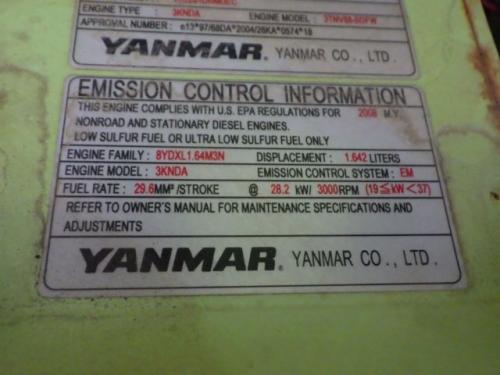 ENGINE TYPE : 3KNDA ENGINE MODEL :
APPROVAL NUMBER : e13*97/68DA*2004/26KA*0574*18
YANMAR. YANMAR CO., LTD.
EMISSION CONTROL INFORMATION
THIS ENGINE COMPLIES WITH U.S. EPA REGULATIONS FOR 2008 M.Y.
NONROAD AND STATIONARY DIESEL ENGINES.
LOW SULFUR FUEL OR ULTRA LOW SULFUR FUEL ONLY
ENGINE FAMILY : 8YDXL1.64M3N DISPLACEMENT : 1.642 LITERS
ENGINE MODEL : 3KNDA EMISSION CONTROL SYSTEM : EM
FUEL RATE : 29.6MM³/STROKE @ 28.2 kW/ 3000RPM (19≦kW<37)
REFER TO OWNER'S MANUAL FOR MAINTENANCE SPECIFICATIONS AND
ADJUSTMENTS
YANMAR. YANMAR CO., LTD.